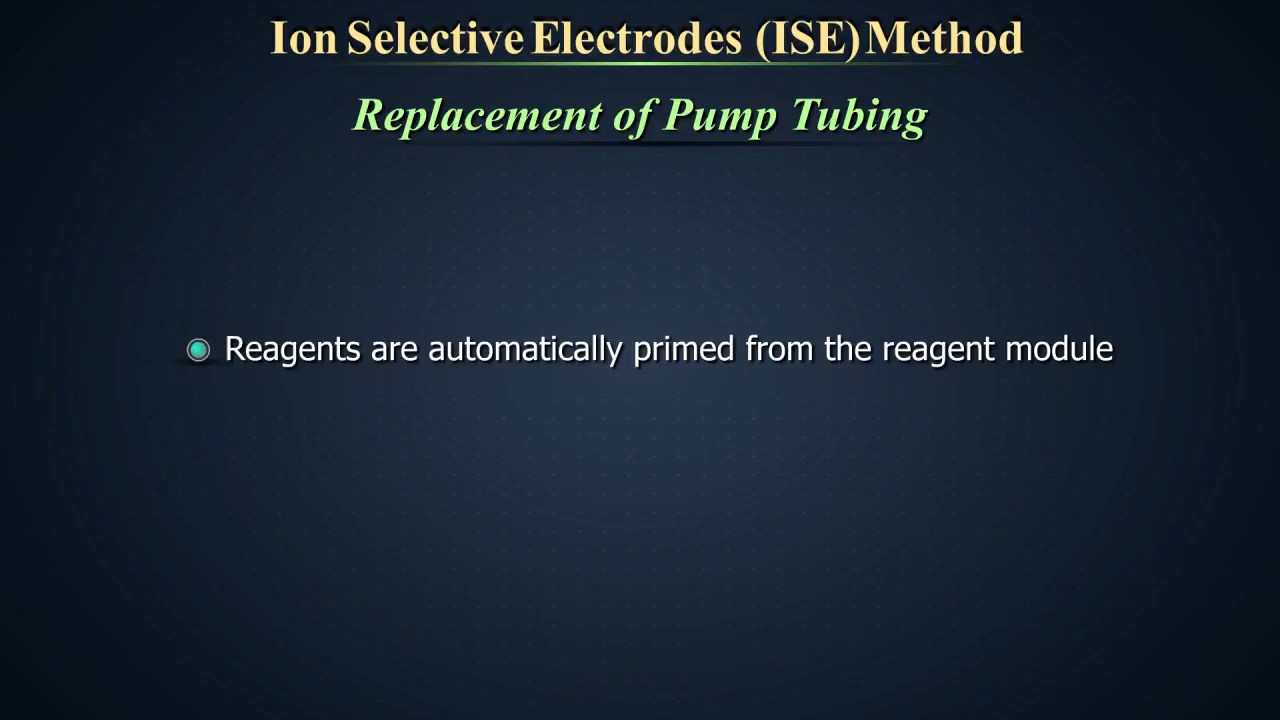 Ion Selective Electrodes (ISE) Method
Replacement of Pump Tubing
Reagents are automatically primed from the reagent module